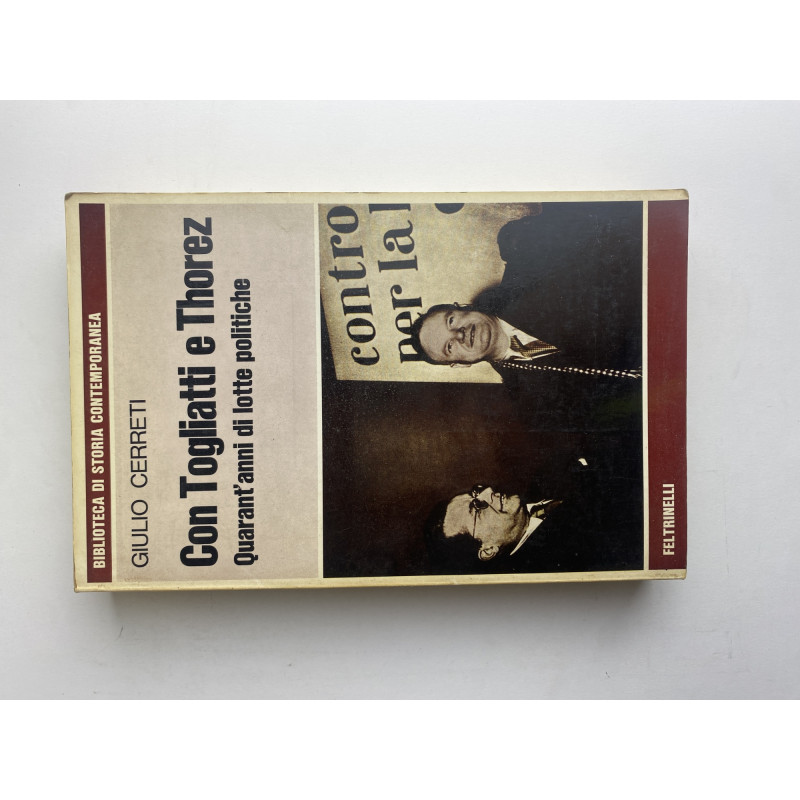 BIBLIOTECA DI STORIA CONTEMPORANEA
GIULIO CERRETI
Con Togliatti e Thorez
Quarant'anni di lotte politiche
contro
per la
FELTRINELLI